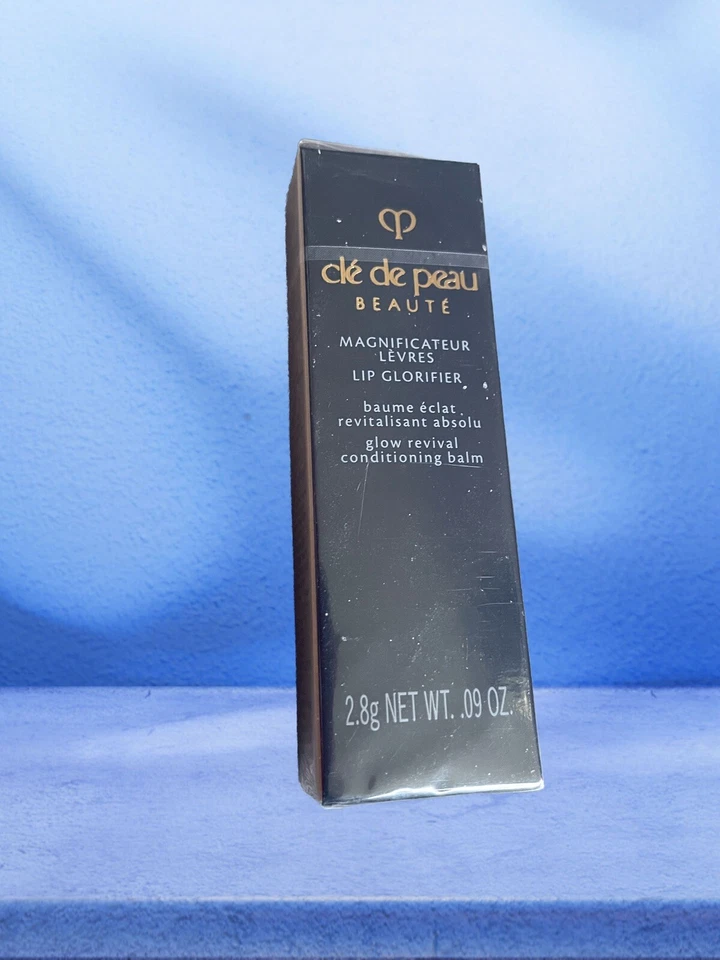 clé de peau
BEAUTÉ
MAGNIFICATEUR
LÈVRES
LIP GLORIFIER
baume éclat
revitalisant absolu
glow revival
conditioning balm
2.8g NET WT. .09 OZ.